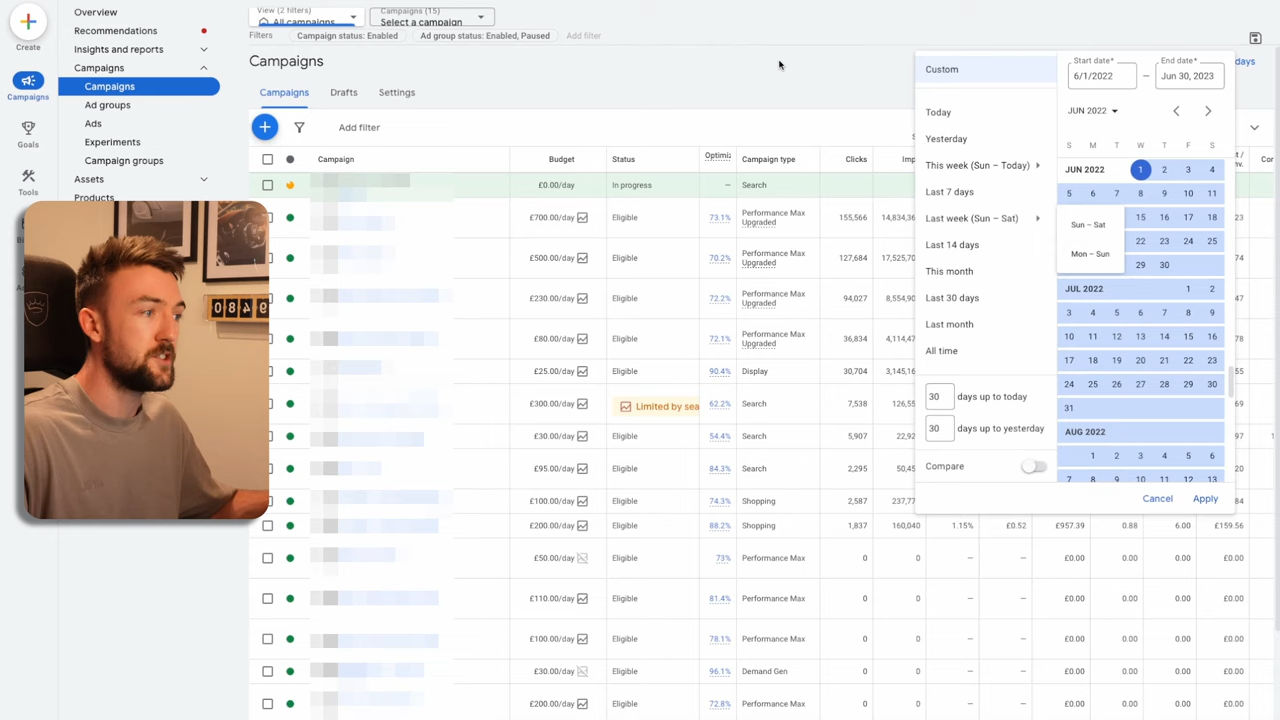 Create
Campaigns
Goals
Tools
Overview
Recommendations
Insights and reports
Campaigns
Campaigns
Ad groups
Ads
Experiments
Campaign groups
Assets
Products
View (2 filters)
All campaigns
Campaigns (15)
Select a campaign
Filters
Campaign status: Enabled
Ad group status: Enabled, Paused
Add filter
Campaigns
Campaigns Drafts Settings
Add filter
Campaign Budget Status Campaign type Clicks
£0.00/day In progress – Search
£700.00/day Eligible 73.1% Performance Max Upgraded 155,566
£500.00/day Eligible 70.2% Performance Max Upgraded 127,684
£230.00/day Eligible 72.2% Performance Max Upgraded 94,027
£80.00/day Eligible 72.1% Performance Max Upgraded 36,834
£25.00/day Eligible 90.4% Display 30,704
£300.00/day Limited by sea 62.2% Search 7,538
£30.00/day Eligible 54.4% Search 5,907
£95.00/day Eligible 84.3% Search 2,295
£100.00/day Eligible 74.3% Shopping 2,587
£200.00/day Eligible 88.2% Shopping 1,837 160,040 1.15% £0.52 £957.39 0.88 6.00 £159.56
£50.00/day Eligible 73% Performance Max 0 0 – – £0.00 0.00 0.00 £0.00
£110.00/day Eligible 81.4% Performance Max 0 0 – – £0.00 0.00 0.00 £0.00
£100.00/day Eligible 78.1% Performance Max 0 0 – – £0.00 0.00 0.00 £0.00
£30.00/day Eligible 96.1% Demand Gen 0 0 – – £0.00 0.00 0.00 £0.00
£200.00/day Eligible 72.8% Performance Max 0 0 – – £0.00 0.00 0.00 £0.00
Custom
Today
Yesterday
This week (Sun – Today)
Last 7 days
Last week (Sun – Sat)
Last 14 days
This month
Last 30 days
Last month
All time
30 days up to today
30 days up to yesterday
Compare
Sun – Sat
Mon – Sun
Start date*
6/1/2022
—
End date*
Jun 30, 2023
days
JUN 2022
S M T W T F S
JUN 2022 1 2 3 4
5 6 7 8 9 10 11
15 16 17 18
22 23 24 25
29 30
JUL 2022 1 2
3 4 5 6 7 8 9
10 11 12 13 14 15 16
17 18 19 20 21 22 23
24 25 26 27 28 29 30
31
AUG 2022
1 2 3 4 5 6
7 8 9 10 11 12 13
Cancel Apply